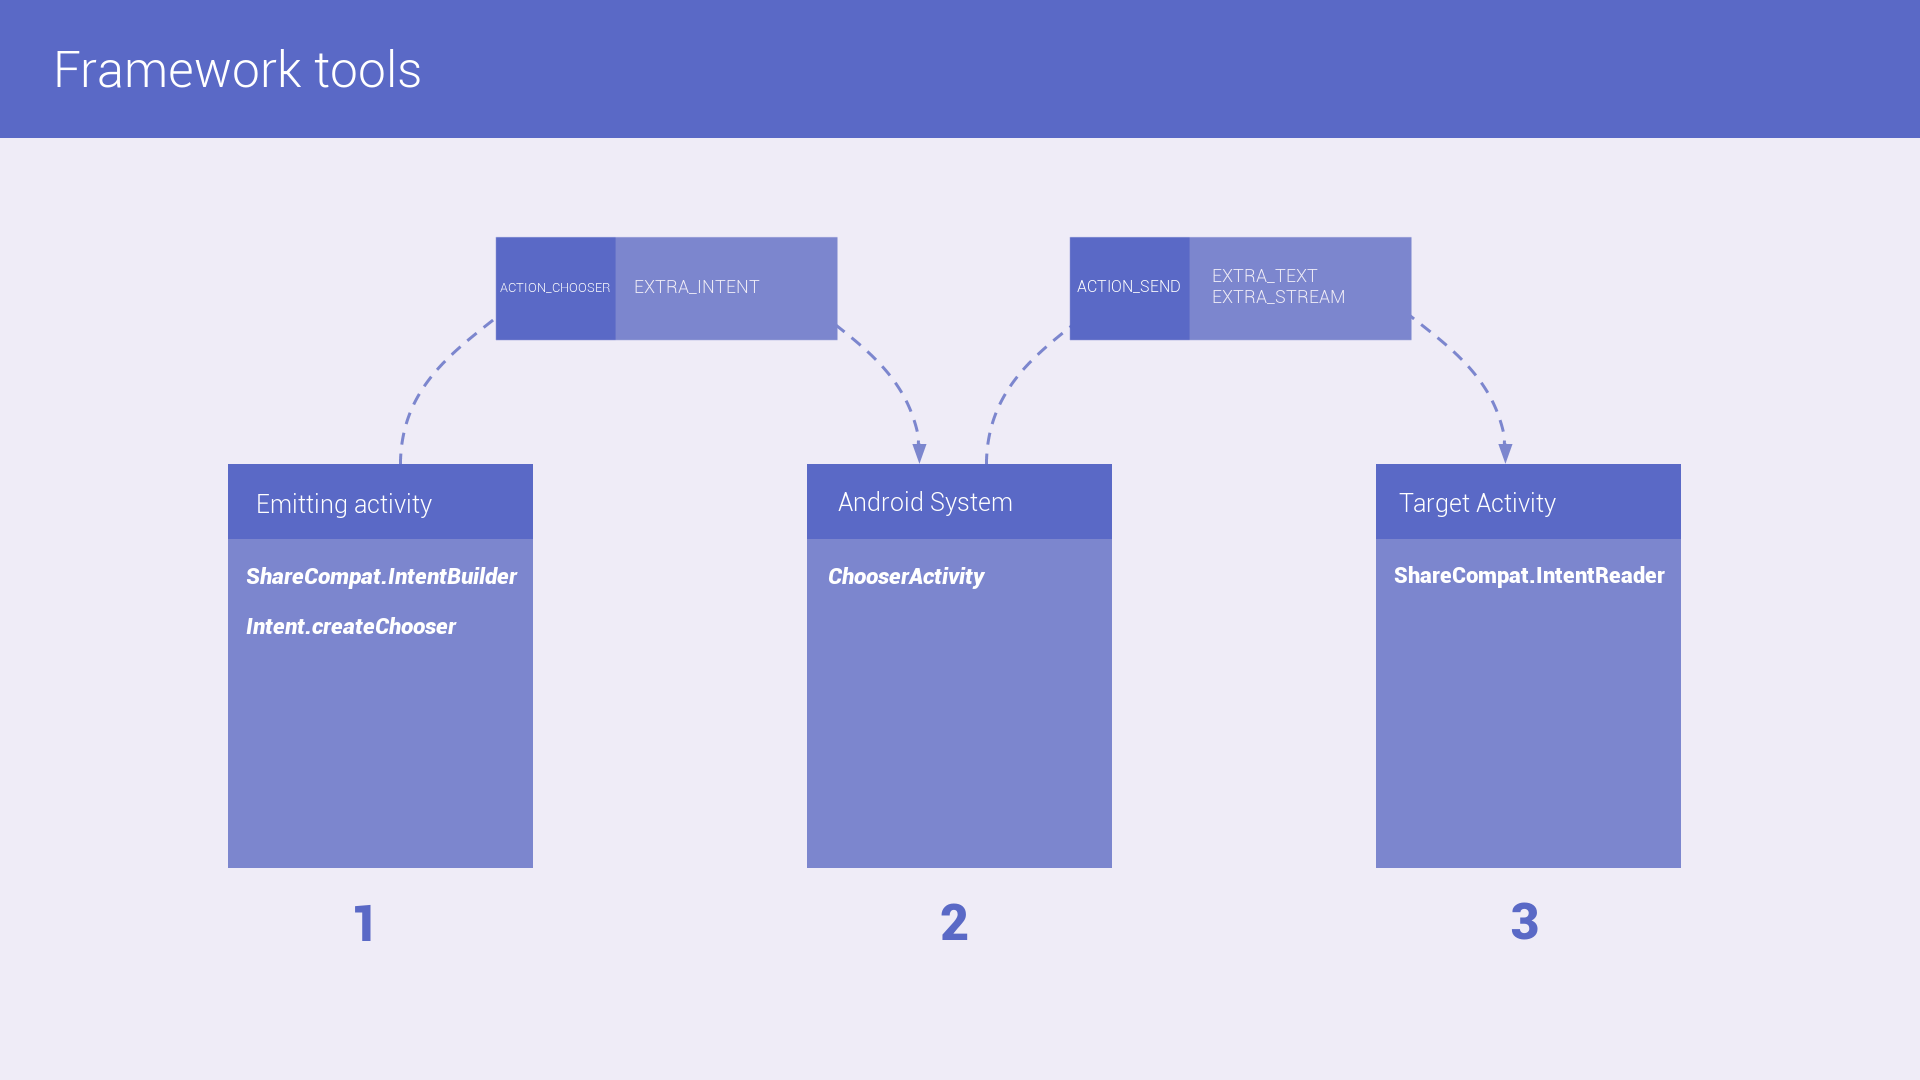 Framework tools
ACTION_CHOOSER
EXTRA_INTENT
ACTION_SEND
EXTRA_TEXT
EXTRA_STREAM
Emitting activity
ShareCompat.IntentBuilder
Intent.createChooser
1
Android System
ChooserActivity
2
Target Activity
ShareCompat.IntentReader
3